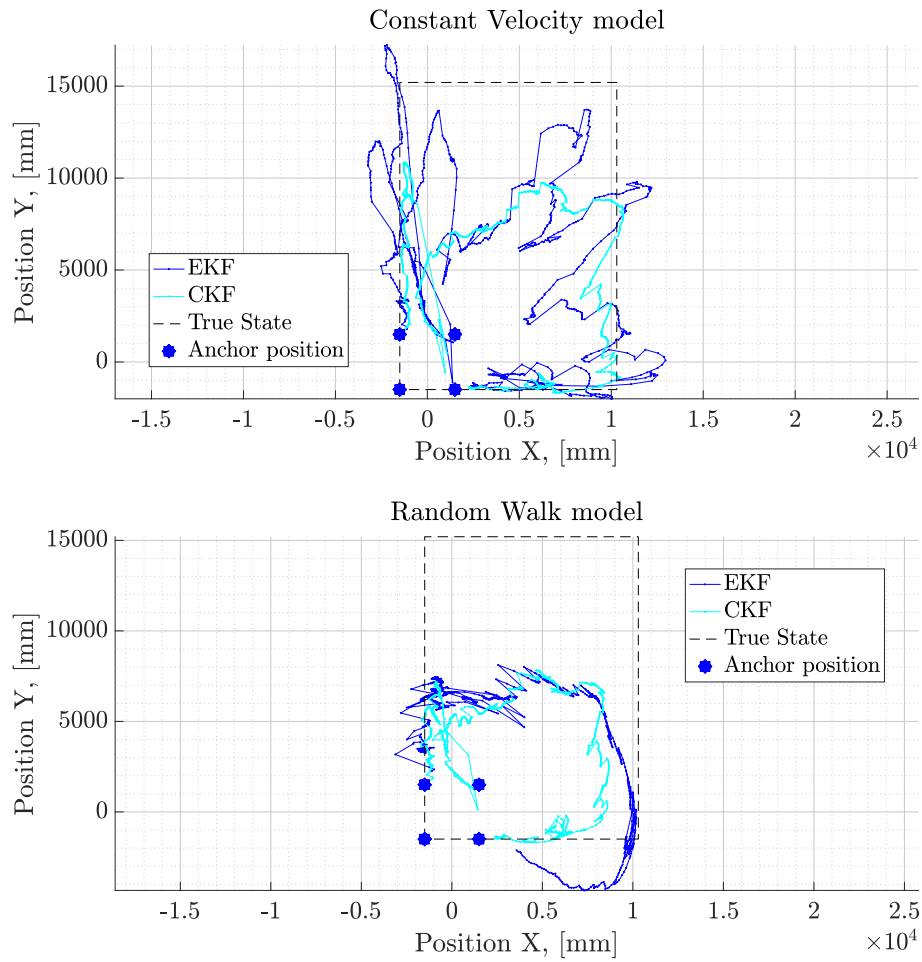 Constant Velocity model
15000
10000
5000
0
Position Y, [mm]
EKF
CKF
True State
Anchor position
-1.5 -1 -0.5 0 0.5 1 1.5 2 2.5
Position X, [mm]
×10^4
Random Walk model
15000
10000
5000
0
Position Y, [mm]
EKF
CKF
True State
Anchor position
-1.5 -1 -0.5 0 0.5 1 1.5 2 2.5
Position X, [mm]
×10^4